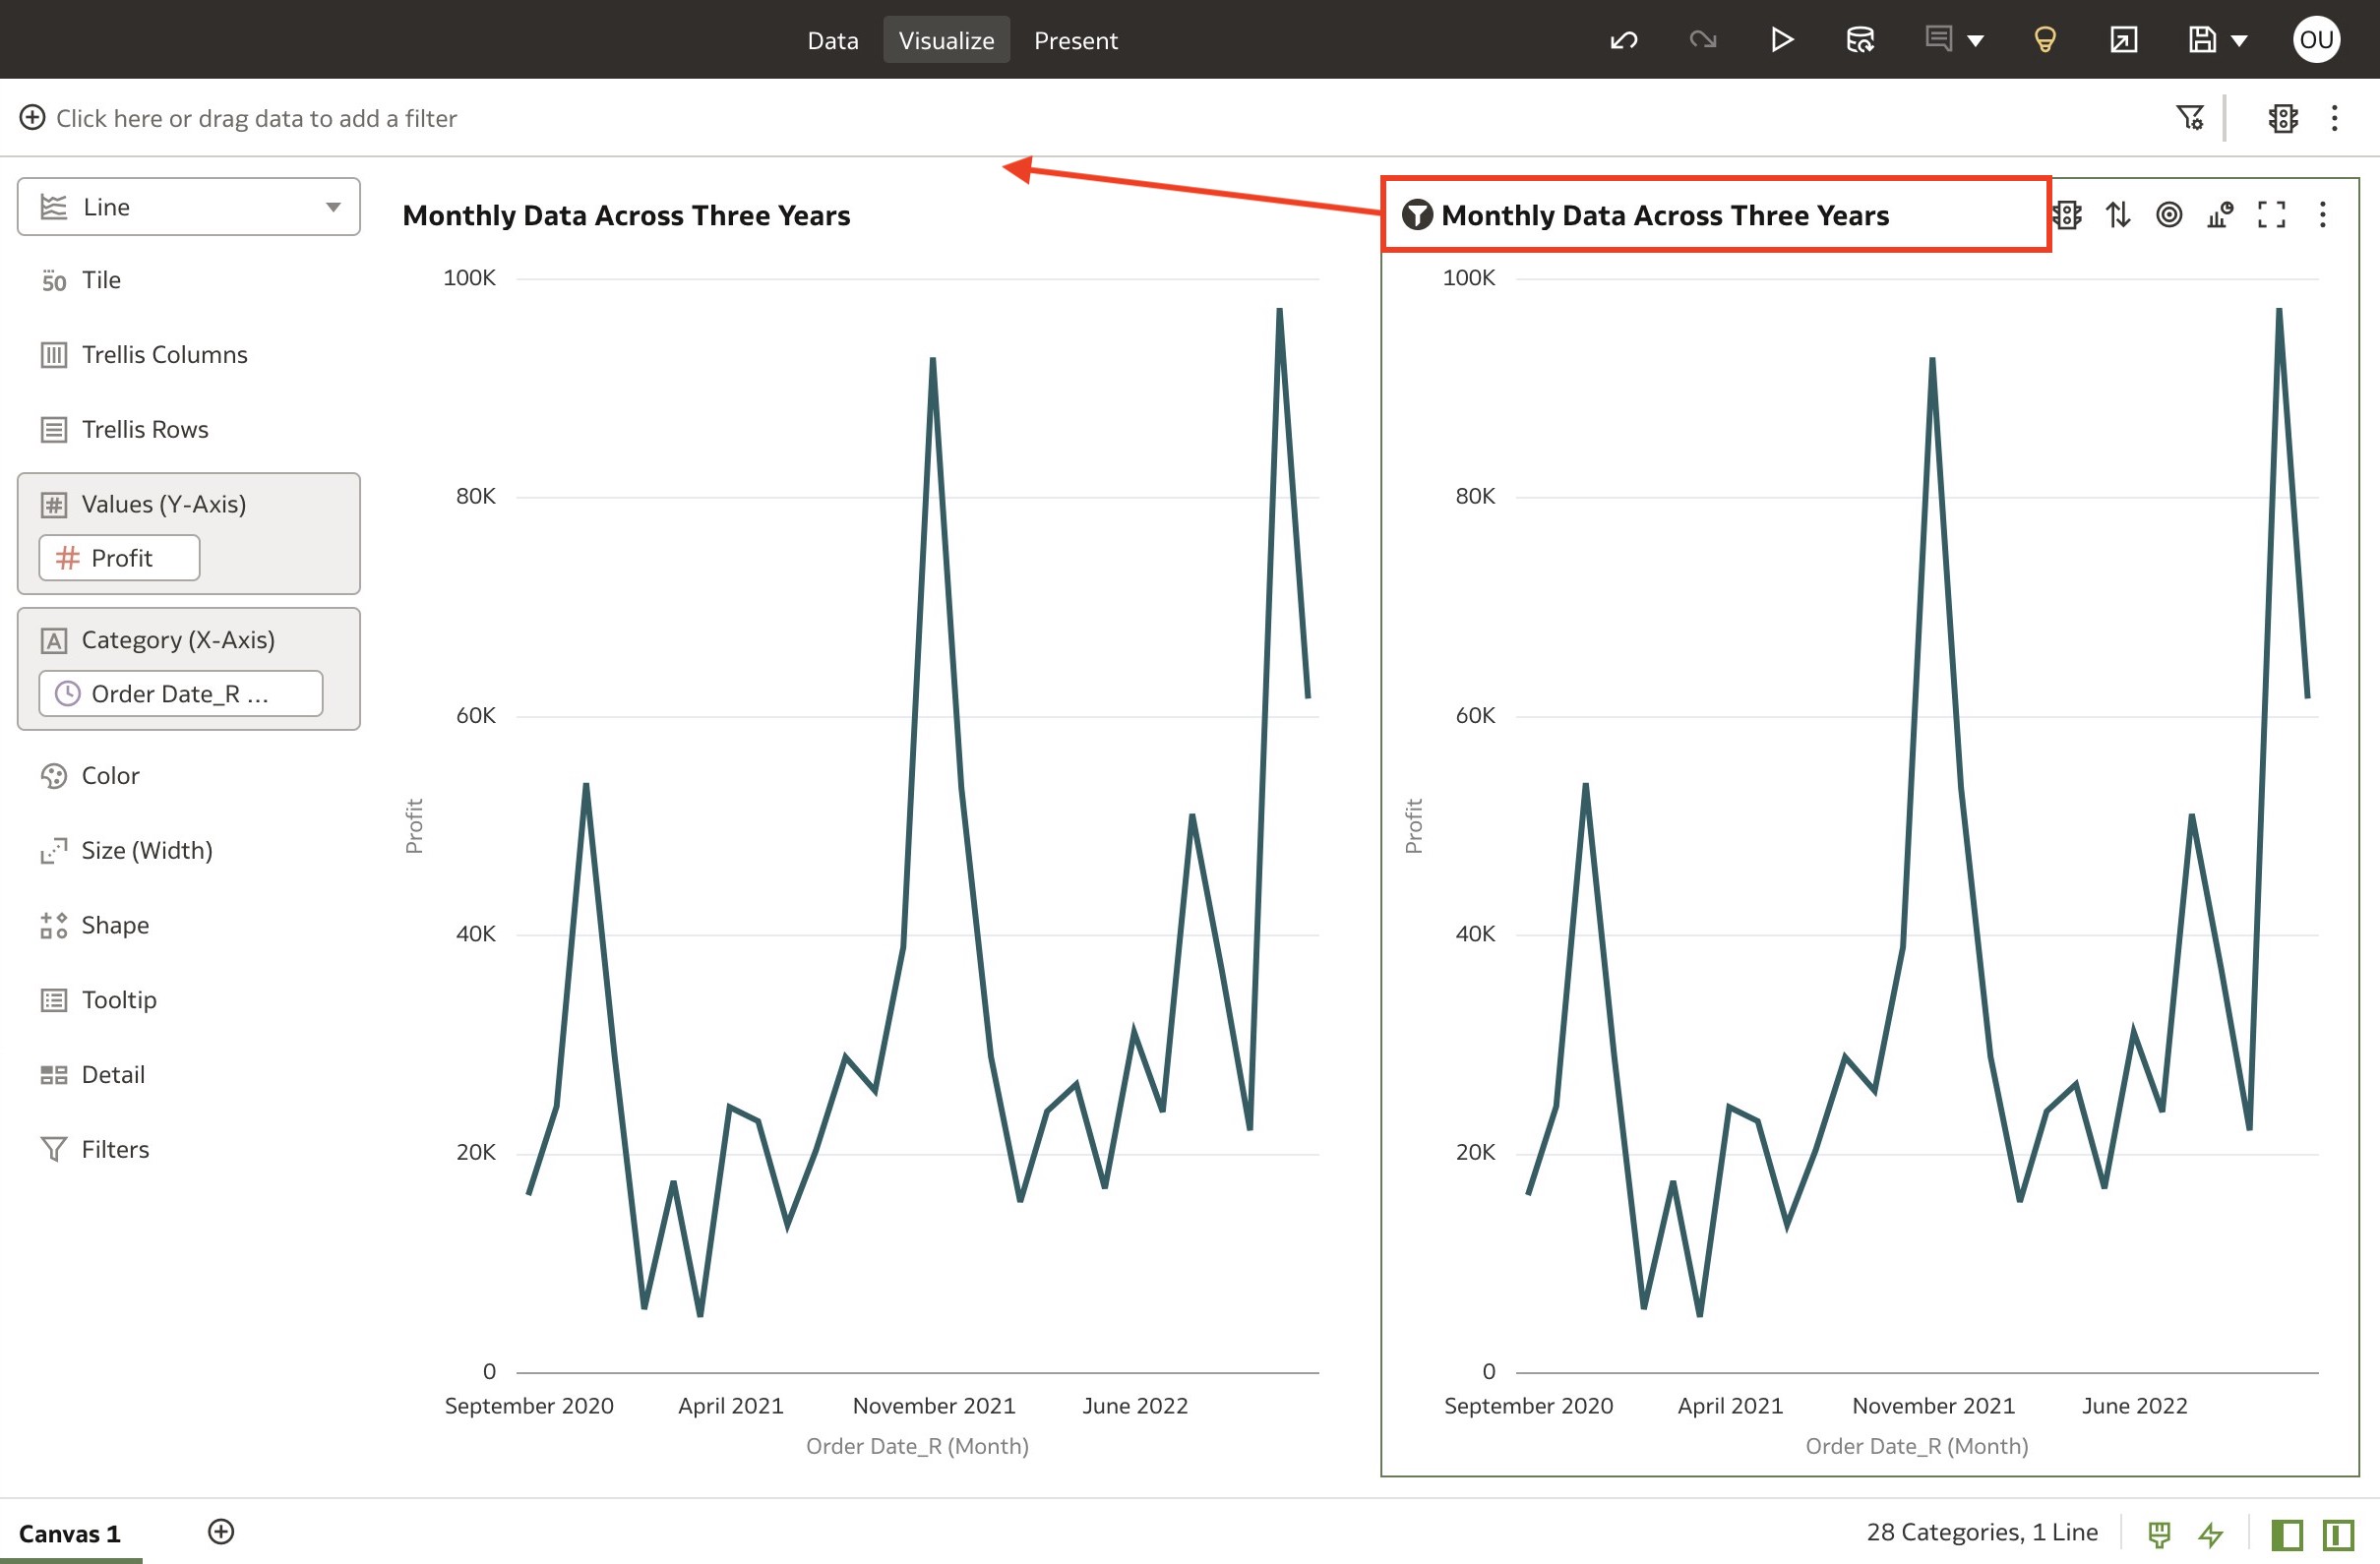 Data Visualize Present
OU
Click here or drag data to add a filter
Line
50 Tile
Trellis Columns
Trellis Rows
Values (Y-Axis)
# Profit
A Category (X-Axis)
Order Date_R ...
Color
Size (Width)
Shape
Tooltip
Detail
Filters
Monthly Data Across Three Years
100K
80K
60K
40K
20K
0
Profit
September 2020 April 2021 November 2021 June 2022
Order Date_R (Month)
Monthly Data Across Three Years
100K
80K
60K
40K
20K
0
Profit
September 2020 April 2021 November 2021 June 2022
Order Date_R (Month)
Canvas 1
28 Categories, 1 Line